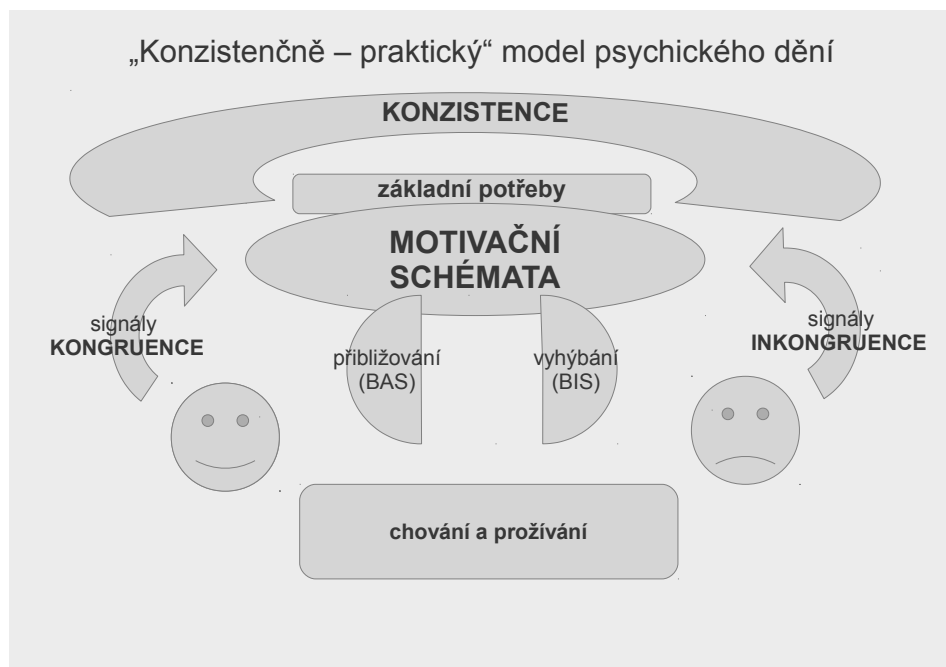 „Konzistenčně – praktický“ model psychického dění
KONZISTENCE
základní potřeby
MOTIVAČNÍ
SCHÉMATA
signály
KONGRUENCE
přibližování
(BAS)
vyhýbání
(BIS)
signály
INKONGRUENCE
chování a prožívání